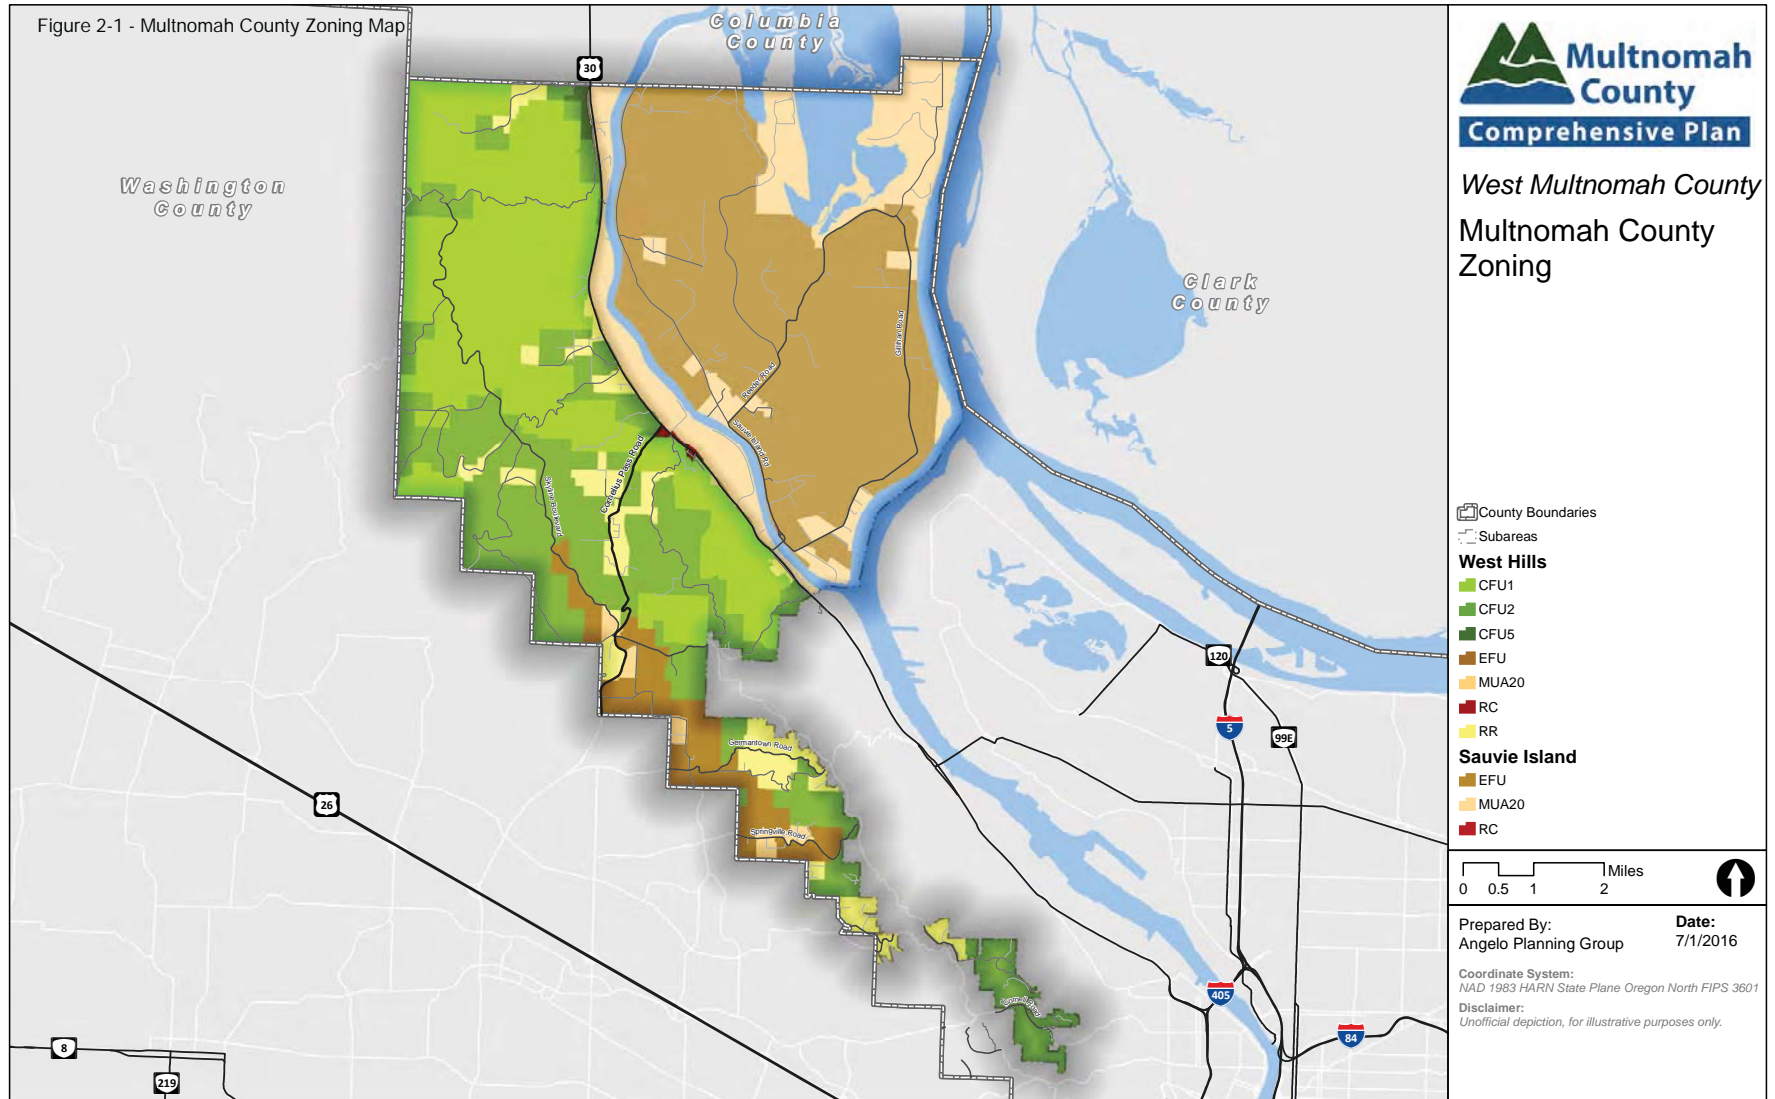 Figure 2-1 - Multnomah County Zoning Map
Columbia
County
30
Washington
County
Clark
County
Gillihan Road
Reeder Road
Sauvie Island Rd
Cornelius Pass Road
Skyline Boulevard
Germantown Road
Springville Road
Cornell Road
120
5
99E
26
405
84
8
219
Multnomah
County
Comprehensive Plan
West Multnomah County
Multnomah County
Zoning
County Boundaries
Subareas
West Hills
CFU1
CFU2
CFU5
EFU
MUA20
RC
RR
Sauvie Island
EFU
MUA20
RC
Miles
0 0.5 1 2
Prepared By:
Angelo Planning Group
Date:
7/1/2016
Coordinate System:
NAD 1983 HARN State Plane Oregon North FIPS 3601
Disclaimer:
Unofficial depiction, for illustrative purposes only.